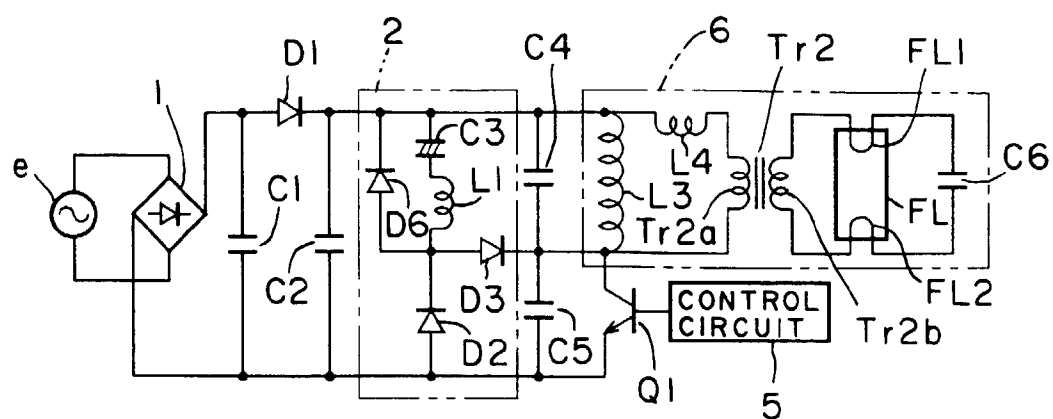 2
6
Tr2
FL1
D1
C4
1
e
C3
L4
C6
L1
L3
C1
D6
Tr2a
FL
C2
D3
FL2
D2
C5
CONTROL
CIRCUIT
Tr2b
Q1
5